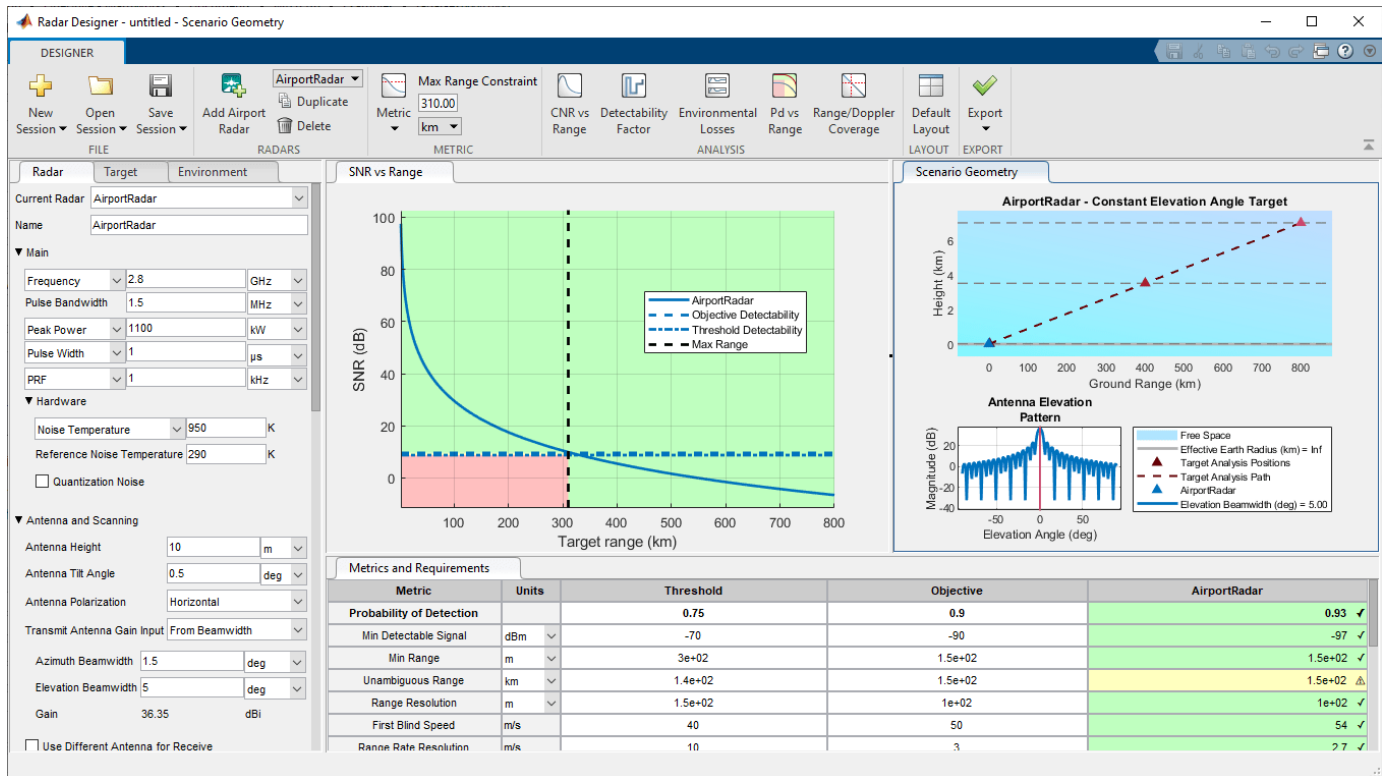 Radar Designer - untitled - Scenario Geometry
DESIGNER
New Session
Open Session
Save Session
FILE
Add Airport Radar
AirportRadar
Duplicate
Delete
RADARS
Metric
Max Range Constraint
310.00
km
METRIC
CNR vs Range
Detectability Factor
Environmental Losses
Pd vs Range
Range/Doppler Coverage
ANALYSIS
Default Layout
LAYOUT
Export
EXPORT
Radar Target Environment
Current Radar AirportRadar
Name AirportRadar
Main
Frequency 2.8 GHz
Pulse Bandwidth 1.5 MHz
Peak Power 1100 kW
Pulse Width 1 µs
PRF 1 kHz
Hardware
Noise Temperature 950 K
Reference Noise Temperature 290 K
Quantization Noise
Antenna and Scanning
Antenna Height 10 m
Antenna Tilt Angle 0.5 deg
Antenna Polarization Horizontal
Transmit Antenna Gain Input From Beamwidth
Azimuth Beamwidth 1.5 deg
Elevation Beamwidth 5 deg
Gain 36.35 dBi
Use Different Antenna for Receive
SNR vs Range
SNR (dB)
100
80
60
40
20
0
100 200 300 400 500 600 700 800
Target range (km)
AirportRadar
Objective Detectability
Threshold Detectability
Max Range
Scenario Geometry
AirportRadar - Constant Elevation Angle Target
Height (km)
6
4
2
0
0 100 200 300 400 500 600 700 800
Ground Range (km)
Antenna Elevation
Pattern
Magnitude (dB)
20
0
-20
-40
-50 0 50
Elevation Angle (deg)
Free Space
Effective Earth Radius (km) = Inf
Target Analysis Positions
Target Analysis Path
AirportRadar
Elevation Beamwidth (deg) = 5.00
Metrics and Requirements
Metric Units Threshold Objective AirportRadar
Probability of Detection 0.75 0.9 0.93
Min Detectable Signal dBm -70 -90 -97
Min Range m 3e+02 1.5e+02 1.5e+02
Unambiguous Range km 1.4e+02 1.5e+02 1.5e+02
Range Resolution m 1.5e+02 1e+02 1e+02
First Blind Speed m/s 40 50 54
Range Rate Resolution m/s 10 3 2.7